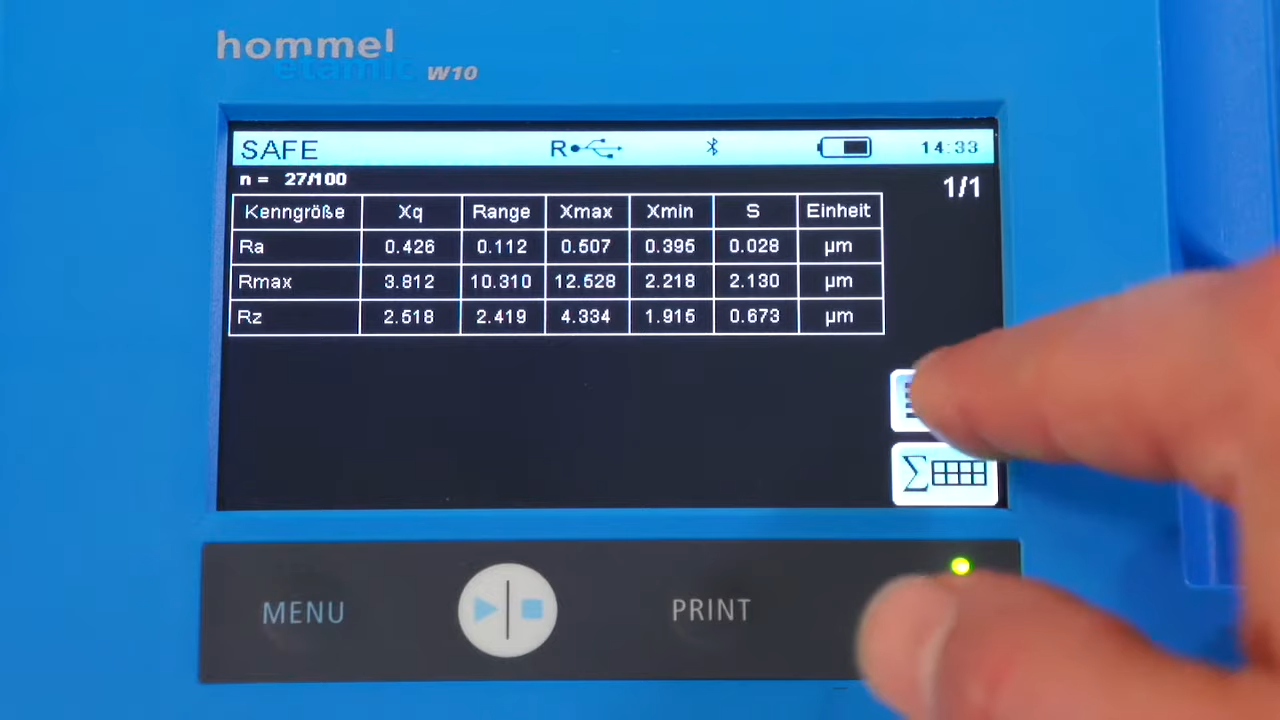 hommel
etamic W10
SAFE R 14:33
n = 27/100
1/1
Kenngröße Xq Range Xmax Xmin S Einheit
Ra 0.426 0.112 0.507 0.395 0.028 µm
Rmax 3.812 10.310 12.528 2.218 2.130 µm
Rz 2.518 2.419 4.334 1.915 0.673 µm
Σ
MENU PRINT